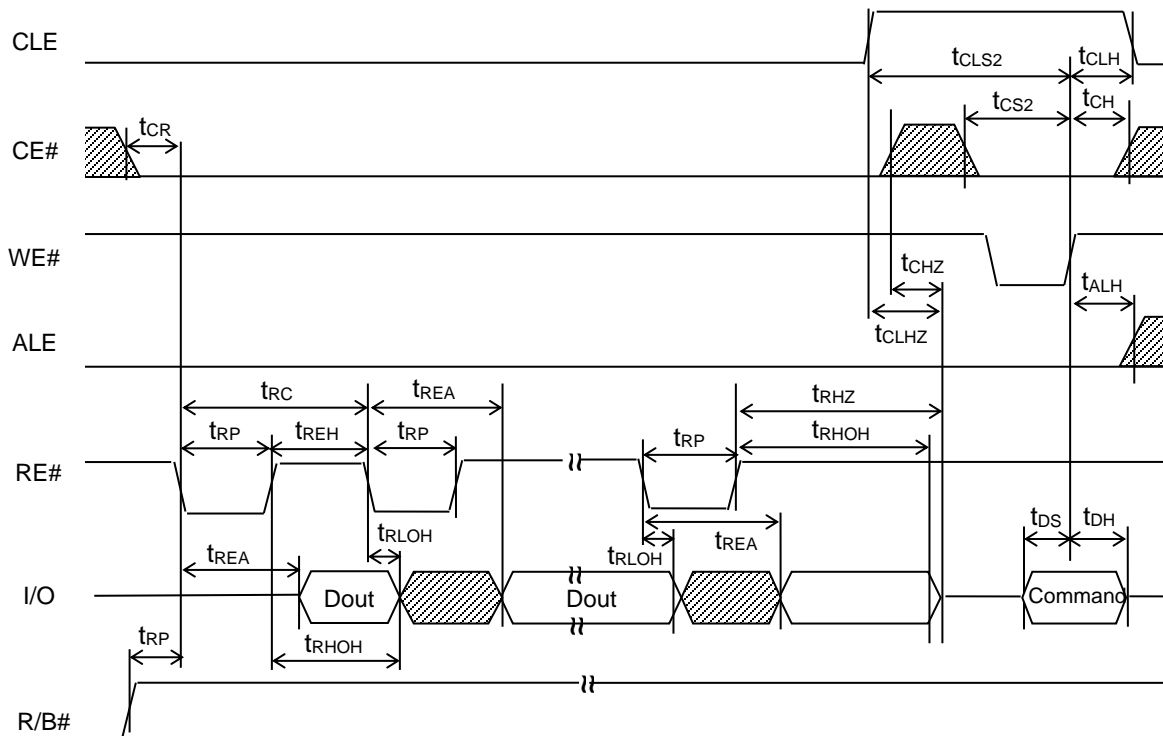 CLE
tCLS2
tCLH
tCS2
tCH
tCR
CE#
WE#
tCHZ
tALH
tCLHZ
ALE
tRC
tREA
tRHZ
tRP
tREH
tRP
tRP
tRHOH
RE#
tRLOH
tDS
tDH
tREA
tRLOH
tREA
I/O
Dout
Dout
Command
tRP
tRHOH
R/B#